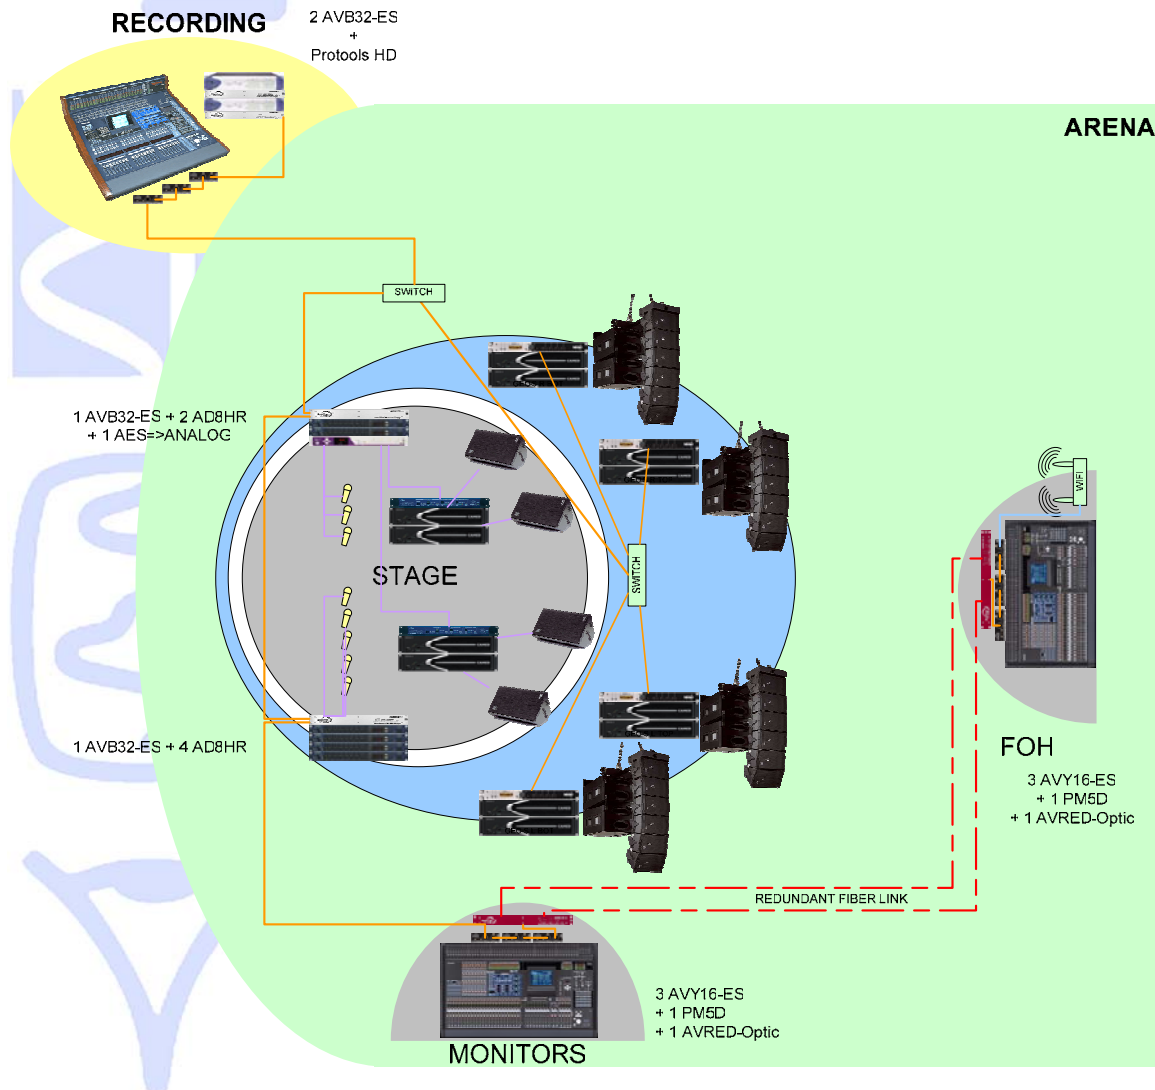 RECORDING
2 AVB32-ES
+
Protools HD
ARENA
SWITCH
1 AVB32-ES + 2 AD8HR
+ 1 AES=>ANALOG
WIFI
STAGE
SWITCH
1 AVB32-ES + 4 AD8HR
FOH
3 AVY16-ES
+ 1 PM5D
+ 1 AVRED-Optic
REDUNDANT FIBER LINK
3 AVY16-ES
+ 1 PM5D
+ 1 AVRED-Optic
MONITORS